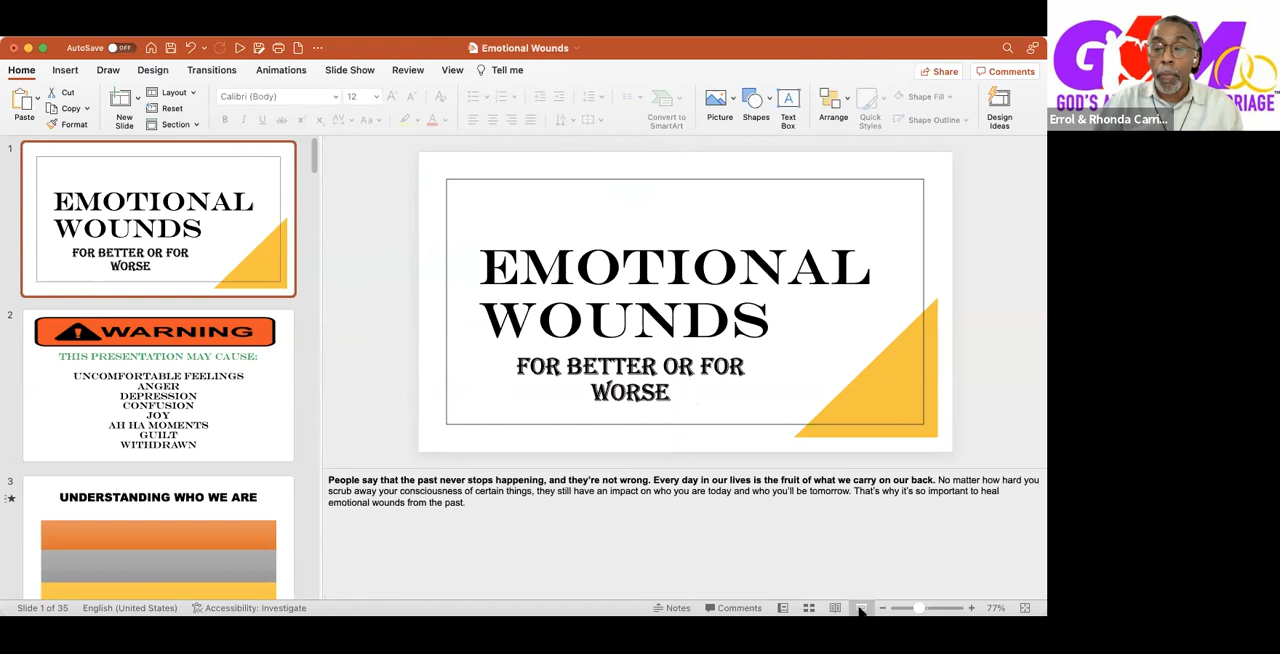 AutoSave OFF
Emotional Wounds
Home Insert Draw Design Transitions Animations Slide Show Review View Tell me
Share Comments
Paste
Cut
Copy
Format
New
Slide
Layout
Reset
Section
Calibri (Body) 12
Convert to
SmartArt
Picture
Shapes
Text
Box
Arrange
Quick
Styles
Shape Fill
Shape Outline
Design
Ideas
1
EMOTIONAL
WOUNDS
FOR BETTER OR FOR
WORSE
2
WARNING
THIS PRESENTATION MAY CAUSE:
UNCOMFORTABLE FEELINGS
ANGER
DEPRESSION
CONFUSION
JOY
AH HA MOMENTS
GUILT
WITHDRAWN
3
UNDERSTANDING WHO WE ARE
EMOTIONAL
WOUNDS
FOR BETTER OR FOR
WORSE
People say that the past never stops happening, and they're not wrong. Every day in our lives is the fruit of what we carry on our back. No matter how hard you
scrub away your consciousness of certain things, they still have an impact on who you are today and who you'll be tomorrow. That's why it's so important to heal
emotional wounds from the past.
Slide 1 of 35 English (United States) Accessibility: Investigate
Notes Comments 77%
GOD'S
Errol & Rhonda Carri...